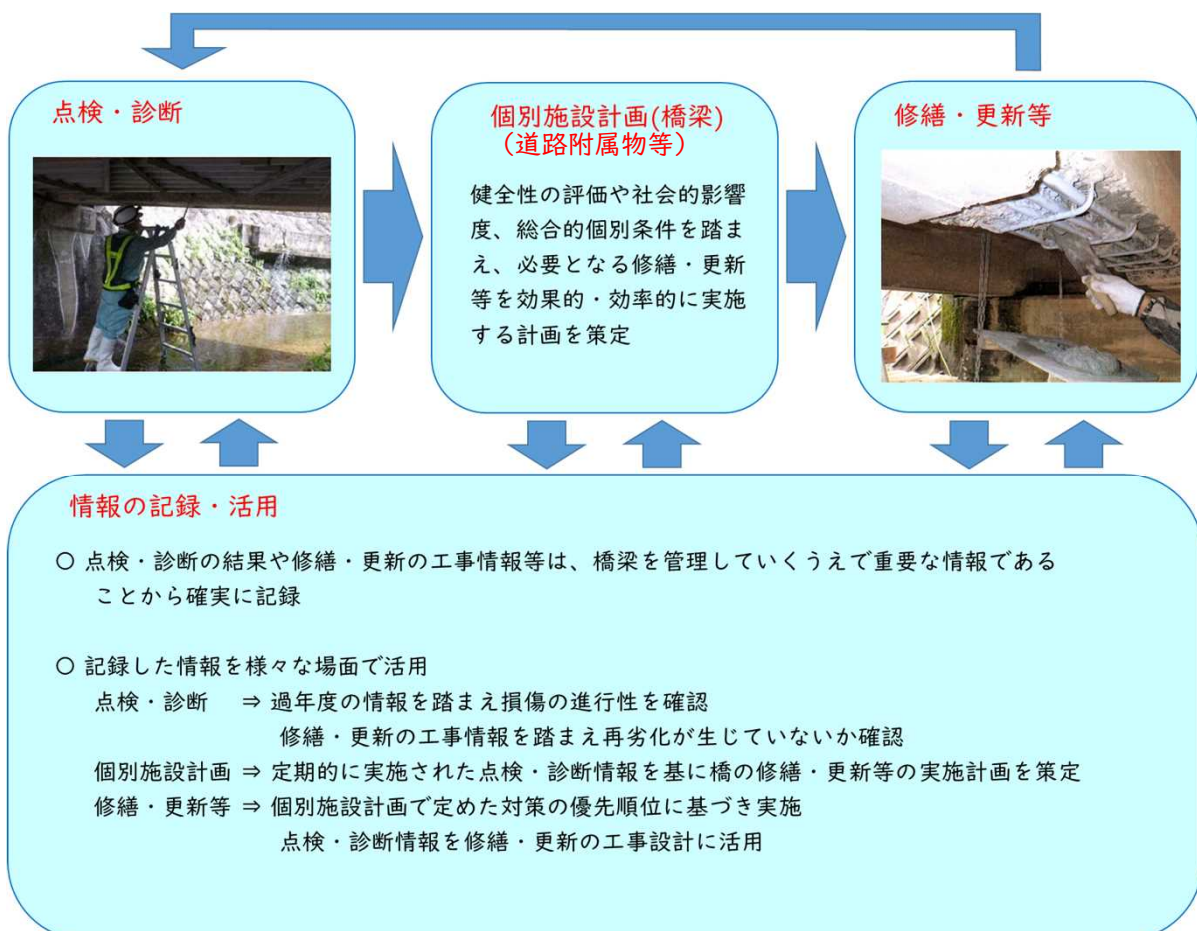 点検・診断
個別施設計画(橋梁)
(道路附属物等)
健全性の評価や社会的影響
度、総合的個別条件を踏ま
え、必要となる修繕・更新
等を効果的・効率的に実施
する計画を策定
修繕・更新等
情報の記録・活用
○ 点検・診断の結果や修繕・更新の工事情報等は、橋梁を管理していくうえで重要な情報である
ことから確実に記録
○ 記録した情報を様々な場面で活用
点検・診断 ⇒ 過年度の情報を踏まえ損傷の進行性を確認
修繕・更新の工事情報を踏まえ再劣化が生じていないか確認
個別施設計画 ⇒ 定期的に実施された点検・診断情報を基に橋の修繕・更新等の実施計画を策定
修繕・更新等 ⇒ 個別施設計画で定めた対策の優先順位に基づき実施
点検・診断情報を修繕・更新の工事設計に活用